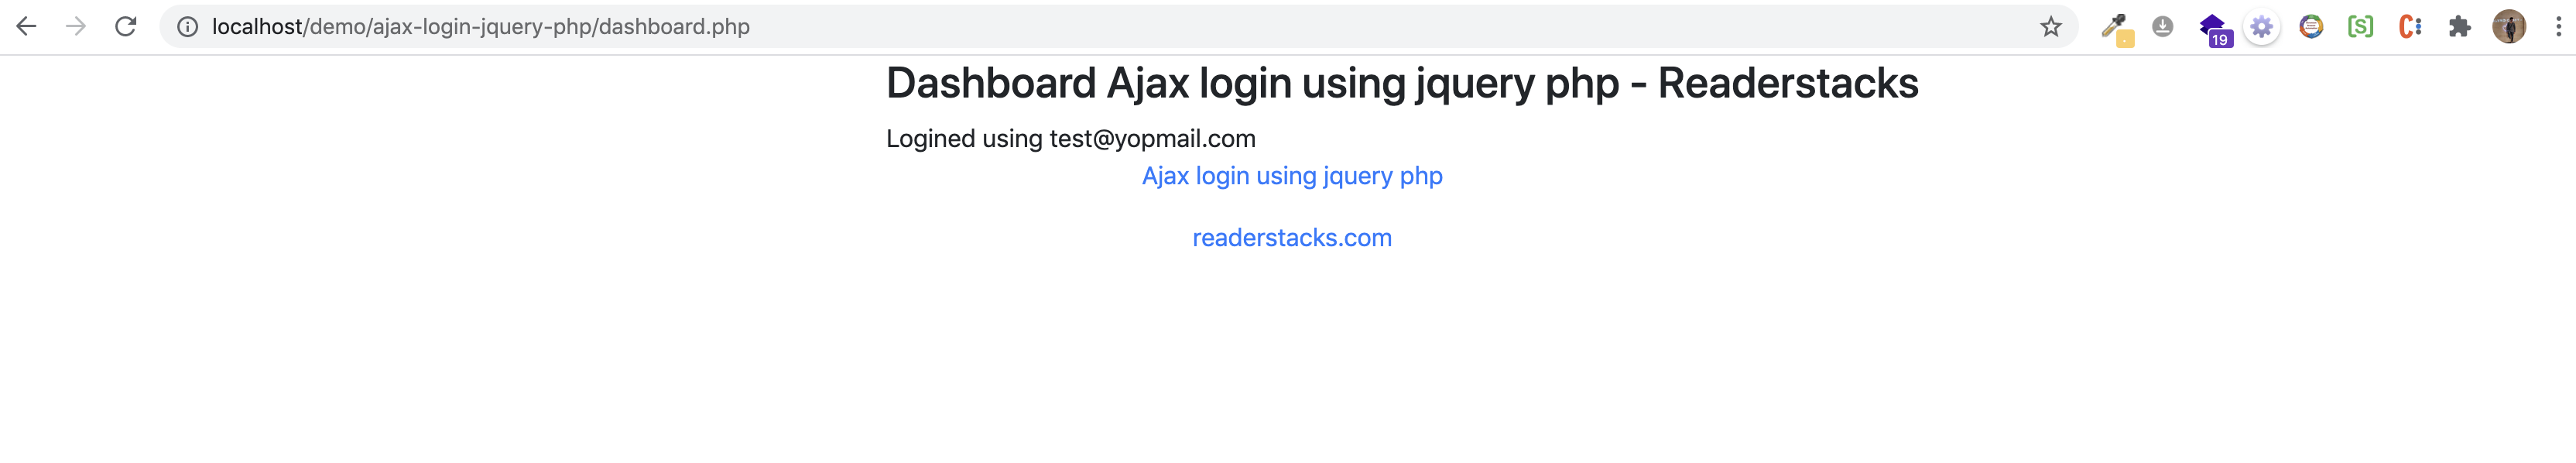 localhost/demo/ajax-login-jquery-php/dashboard.php
19
[S]
C:
Dashboard Ajax login using jquery php - Readerstacks
Logined using test@yopmail.com
Ajax login using jquery php
readerstacks.com